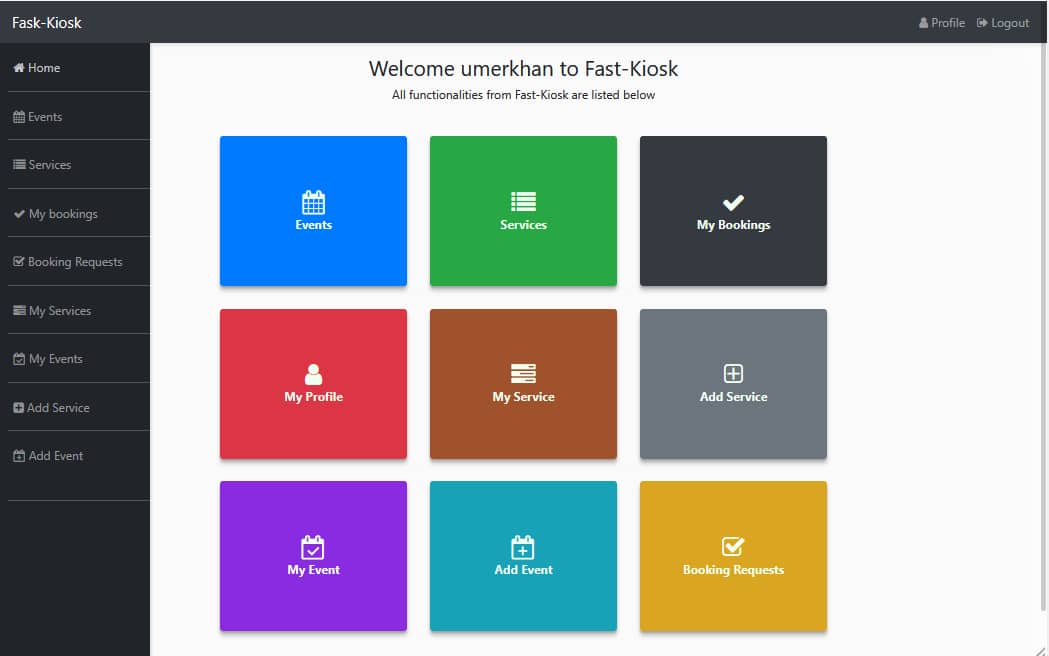 Fask-Kiosk
Profile
Logout
Home
Events
Services
My bookings
Booking Requests
My Services
My Events
Add Service
Add Event
Welcome umerkhan to Fast-Kiosk
All functionalities from Fast-Kiosk are listed below
Events
Services
My Bookings
My Profile
My Service
Add Service
My Event
Add Event
Booking Requests